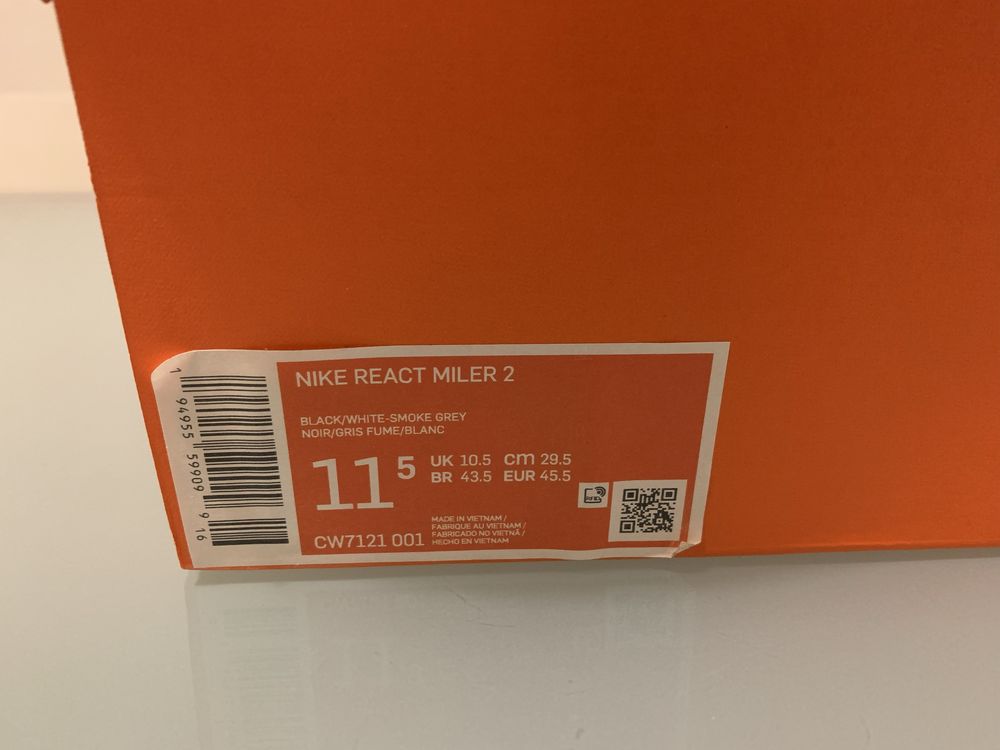 NIKE REACT MILER 2
BLACK/WHITE-SMOKE GREY
NOIR/GRIS FUME/BLANC
11 5 UK 10.5 cm 29.5
BR 43.5 EUR 45.5
CW7121 001
MADE IN VIETNAM /
FABRIQUE AU VIETNAM /
FABRICADO NO VIETNÃ /
HECHO EN VIETNAM
RFID
1 94955 59909 9 16